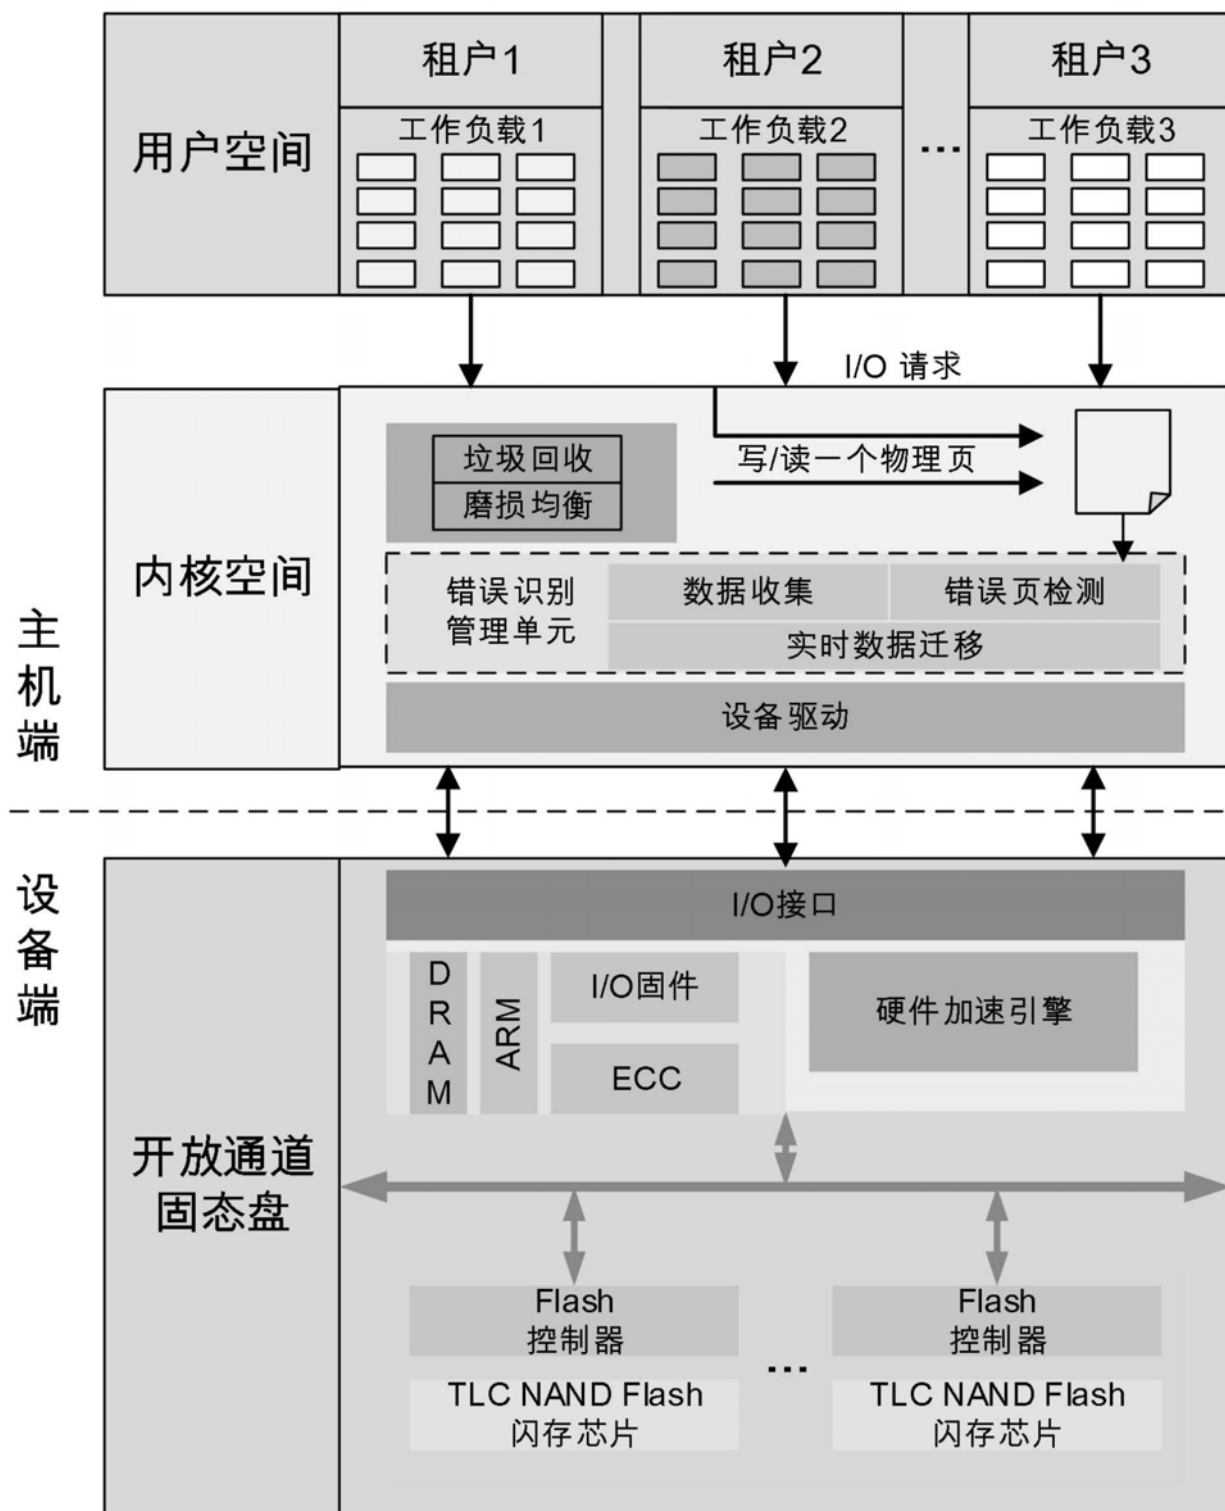 租户1
租户2
租户3
用户空间
工作负载1
工作负载2
...
工作负载3
I/O 请求
垃圾回收
磨损均衡
写/读一个物理页
内核空间
错误识别
管理单元
数据收集
错误页检测
实时数据迁移
设备驱动
主机端
设备端
I/O接口
DRAM
ARM
I/O固件
ECC
硬件加速引擎
开放通道
固态盘
Flash
控制器
...
Flash
控制器
TLC NAND Flash
闪存芯片
TLC NAND Flash
闪存芯片